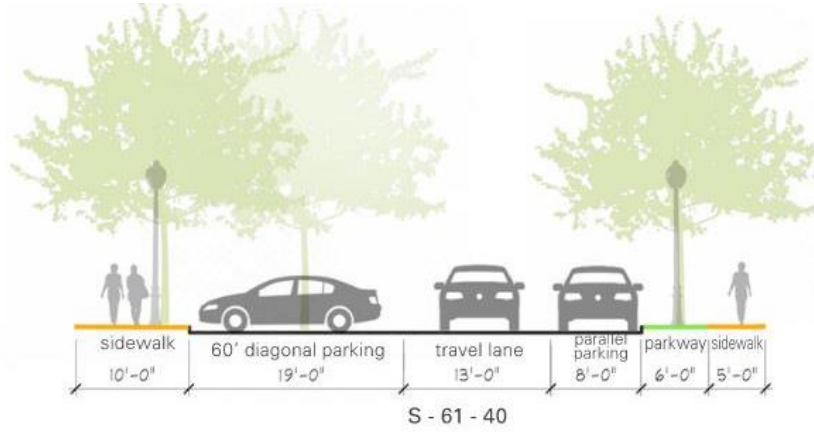 sidewalk
60' diagonal parking
travel lane
parallel
parking
parkway
sidewalk
10'-0"
19'-0"
13'-0"
8'-0"
6'-0"
5'-0"
S - 61 - 40